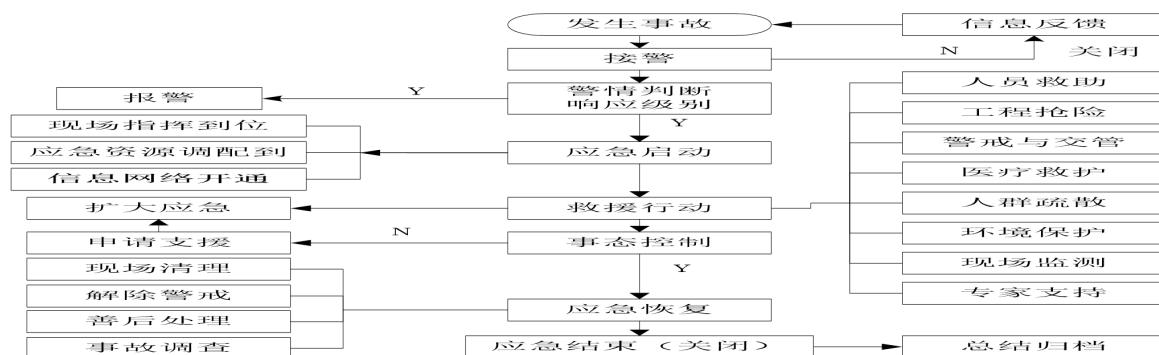 发生事故
信息反馈
接警
N
关闭
报警
Y
警情判断
响应级别
人员救助
Y
工程抢险
现场指挥到位
应急资源调配到
应急启动
警戒与交管
信息网络开通
医疗救护
扩大应急
救援行动
人群疏散
申请支援
N
事态控制
环境保护
现场清理
Y
现场监测
解除警戒
专家支持
应急恢复
善后处理
事故调查
应急结束（关闭）
总结归档